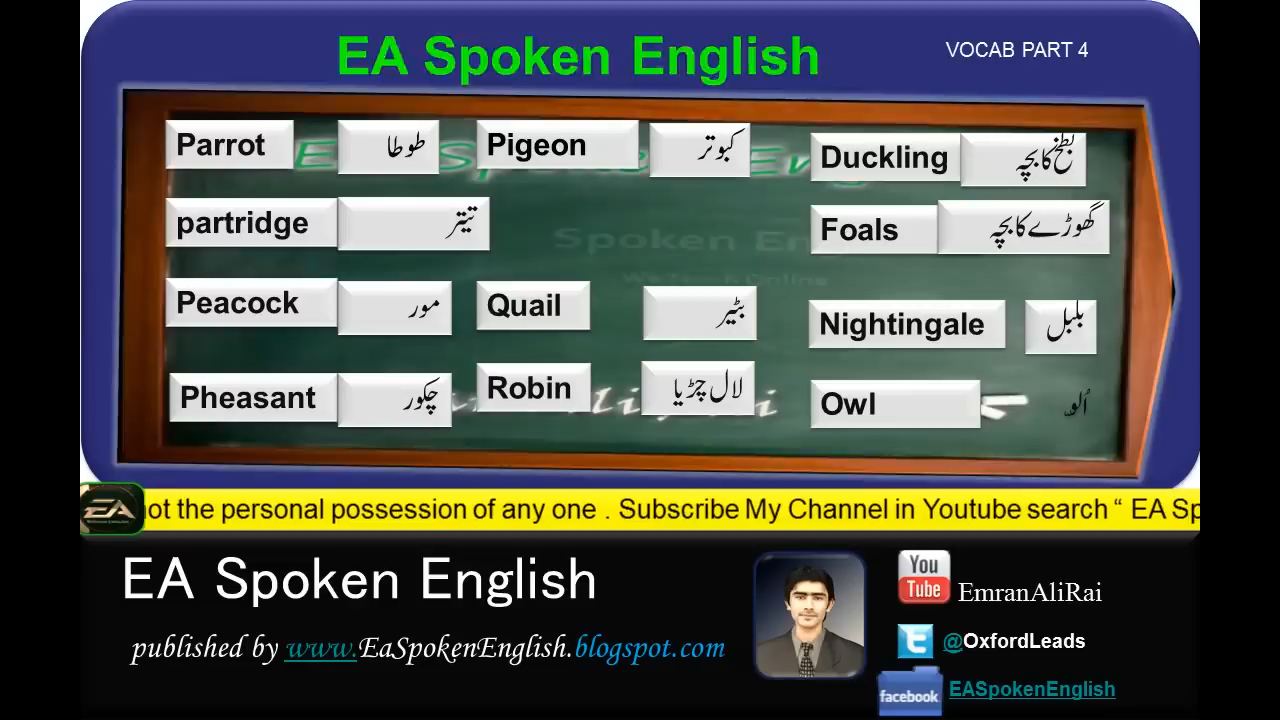 EA Spoken English
VOCAB PART 4
Parrot طوطا Pigeon کبوتر Duckling بطخ کا بچہ
partridge تیتر Foals گھوڑے کا بچہ
Peacock مور Quail بٹیر Nightingale بلبل
Pheasant چکور Robin لال چڑیا Owl اُلو
EA
not the personal possession of any one . Subscribe My Channel in Youtube search “ EA Sp
EA Spoken English
published by www.EaSpokenEnglish.blogspot.com
You Tube EmranAliRai
@OxfordLeads
facebook EASpokenEnglish